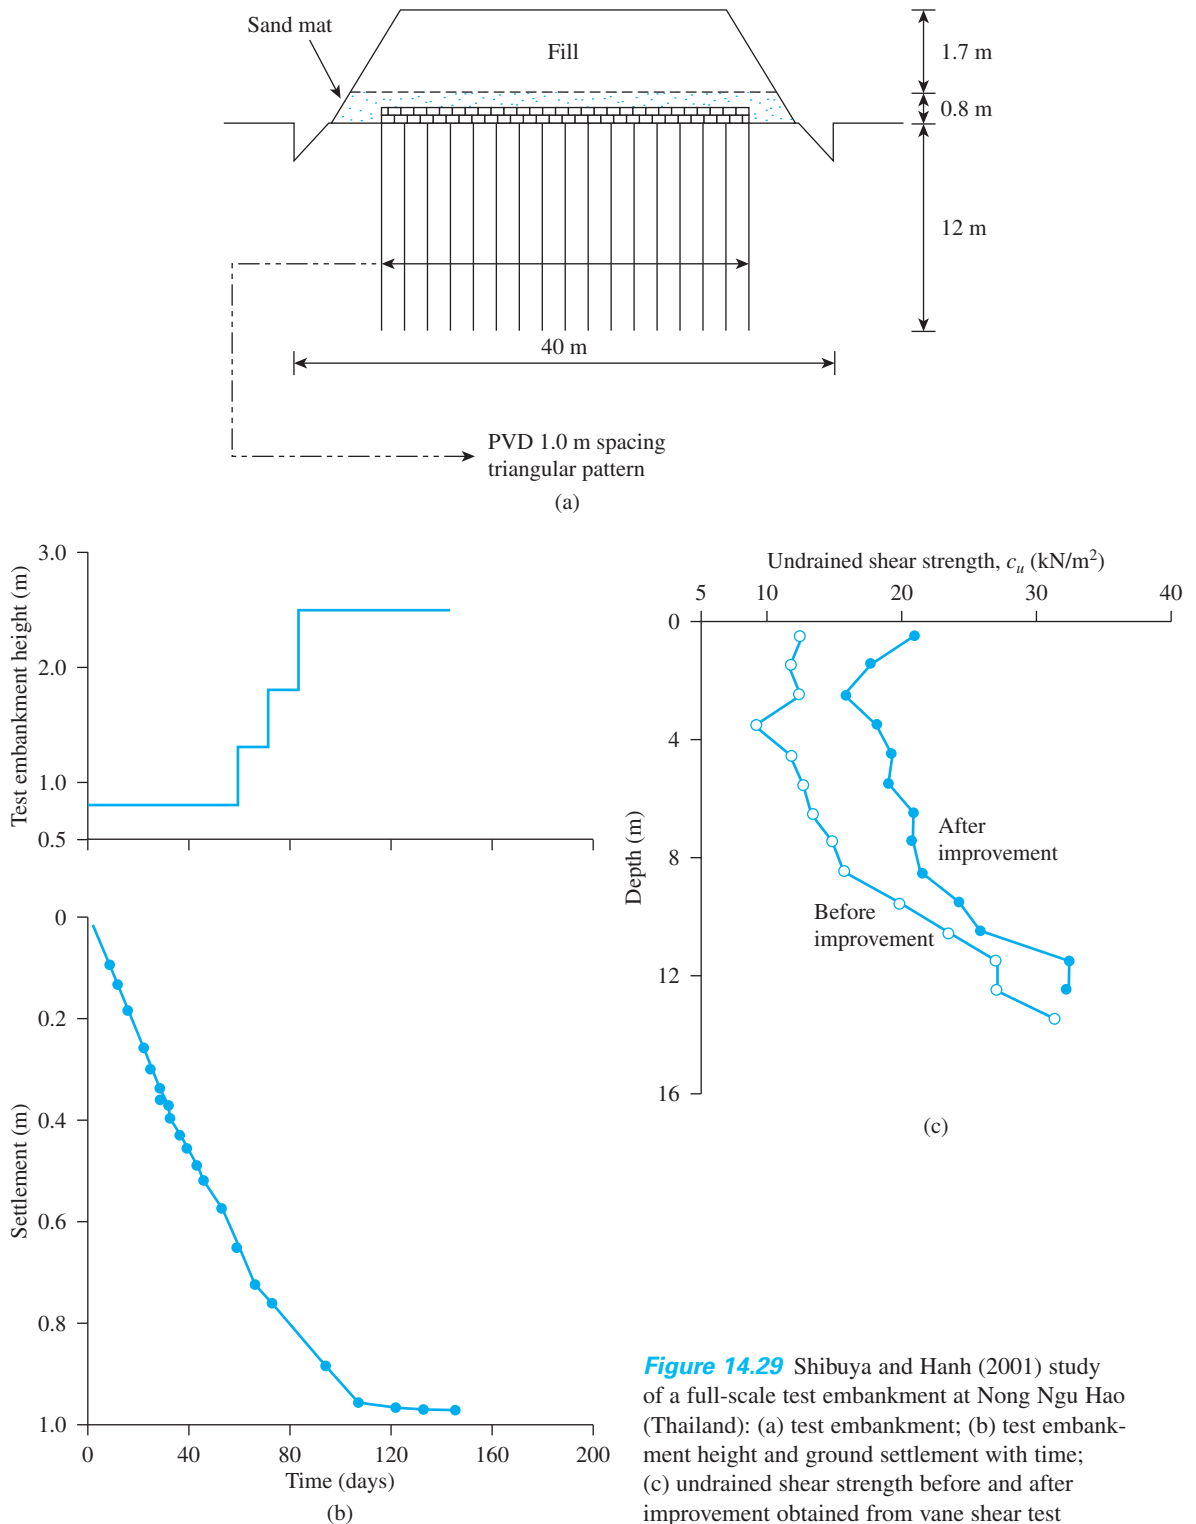 Sand mat
Fill
1.7 m
0.8 m
12 m
40 m
PVD 1.0 m spacing
triangular pattern
(a)
3.0
2.0
1.0
0.5
Test embankment height (m)
0
0.2
0.4
0.6
0.8
1.0
Settlement (m)
0
40
80
120
160
200
Time (days)
(b)
Undrained shear strength, cu (kN/m²)
5
10
20
30
40
0
4
8
12
16
Depth (m)
After
improvement
Before
improvement
(c)
Figure 14.29 Shibuya and Hanh (2001) study
of a full-scale test embankment at Nong Ngu Hao
(Thailand): (a) test embankment; (b) test embank-
ment height and ground settlement with time;
(c) undrained shear strength before and after
improvement obtained from vane shear test